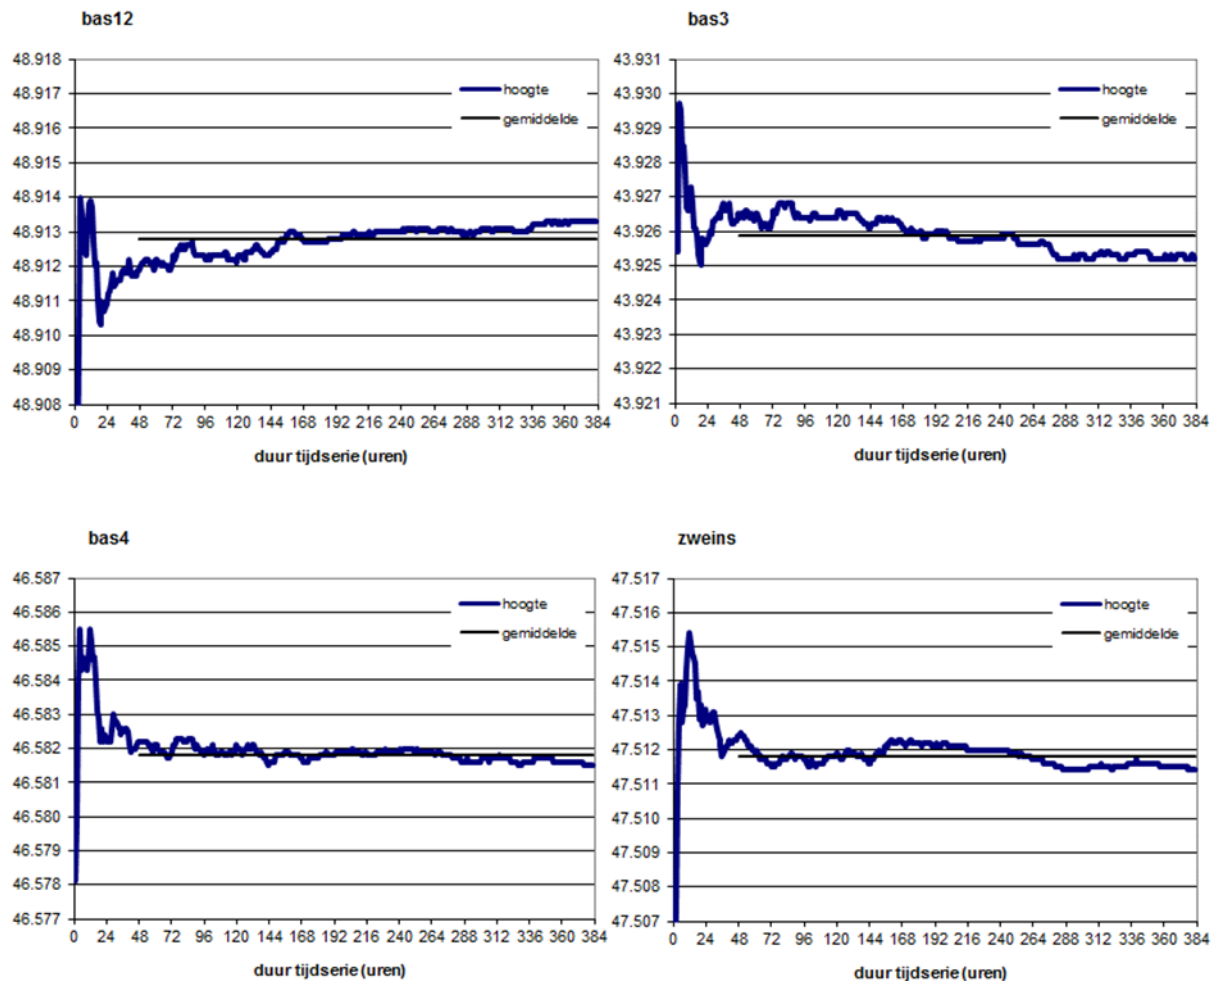 bas12
48.918
48.917
48.916
48.915
48.914
48.913
48.912
48.911
48.910
48.909
48.908
hoogte
gemiddelde
0 24 48 72 96 120 144 168 192 216 240 264 288 312 336 360 384
duur tijdserie (uren)
bas3
43.931
43.930
43.929
43.928
43.927
43.926
43.925
43.924
43.923
43.922
43.921
hoogte
gemiddelde
0 24 48 72 96 120 144 168 192 216 240 264 288 312 336 360 384
duur tijdserie (uren)
bas4
46.587
46.586
46.585
46.584
46.583
46.582
46.581
46.580
46.579
46.578
46.577
hoogte
gemiddelde
0 24 48 72 96 120 144 168 192 216 240 264 288 312 336 360 384
duur tijdserie (uren)
zweins
47.517
47.516
47.515
47.514
47.513
47.512
47.511
47.510
47.509
47.508
47.507
hoogte
gemiddelde
0 24 48 72 96 120 144 168 192 216 240 264 288 312 336 360 384
duur tijdserie (uren)